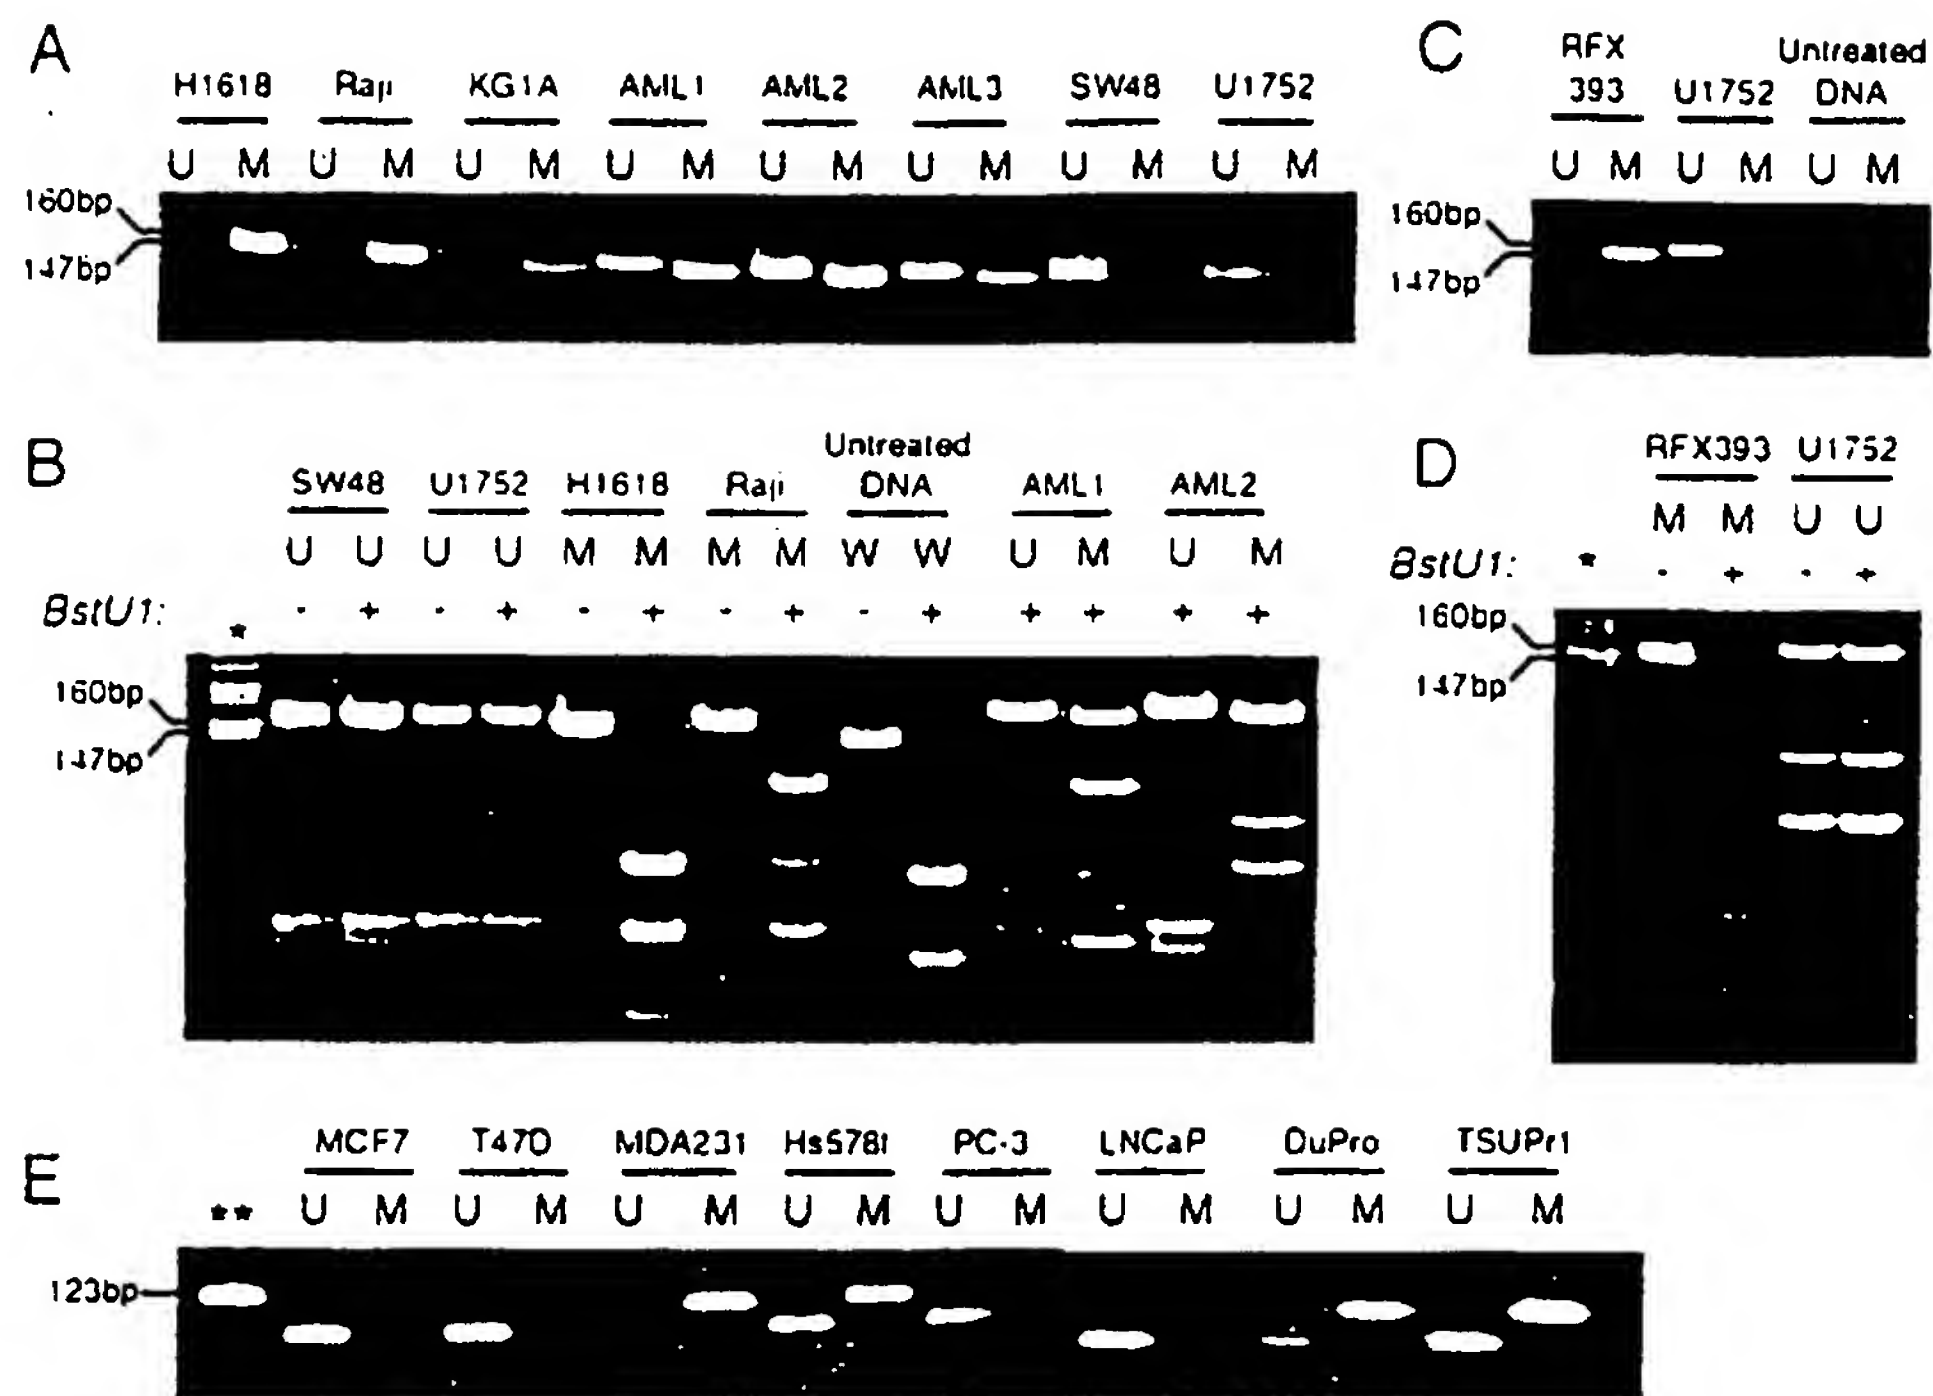 A
H1618 Raji KG1A AML1 AML2 AML3 SW48 U1752
U M U M U M U M U M U M U M U M
160bp
147bp
C
RFX
393 U1752 Untreated
DNA
U M U M U M
160bp
147bp
B
SW48 U1752 H1618 Raji Untreated
DNA AML1 AML2
U U U U M M M M W W U M U M
BstU1: - + - + - + - + - + + + + +
*
160bp
147bp
D
RFX393 U1752
M M U U
BstU1: * - + - +
160bp
147bp
E
MCF7 T47D MDA231 Hs578t PC-3 LNCaP DuPro TSUPr1
** U M U M U M U M U M U M U M U M
123bp